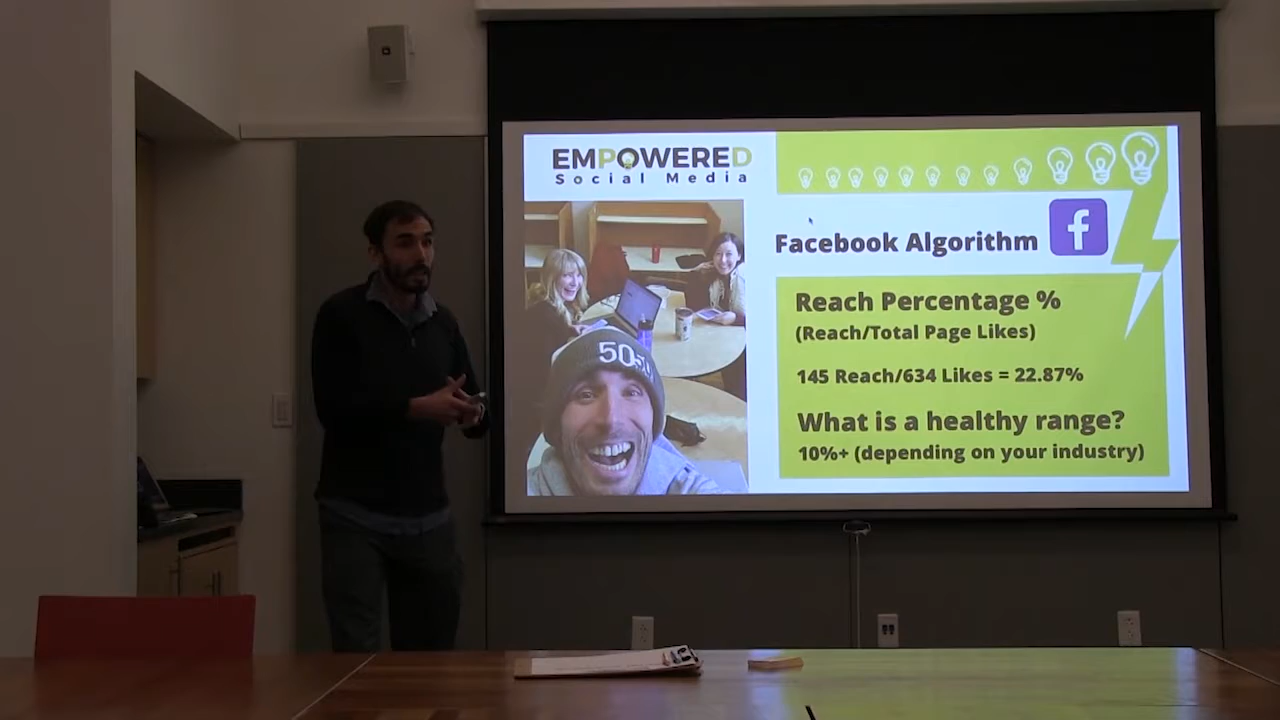 EMPOWERED
Social Media
Facebook Algorithm
f
Reach Percentage %
(Reach/Total Page Likes)
145 Reach/634 Likes = 22.87%
What is a healthy range?
10%+ (depending on your industry)